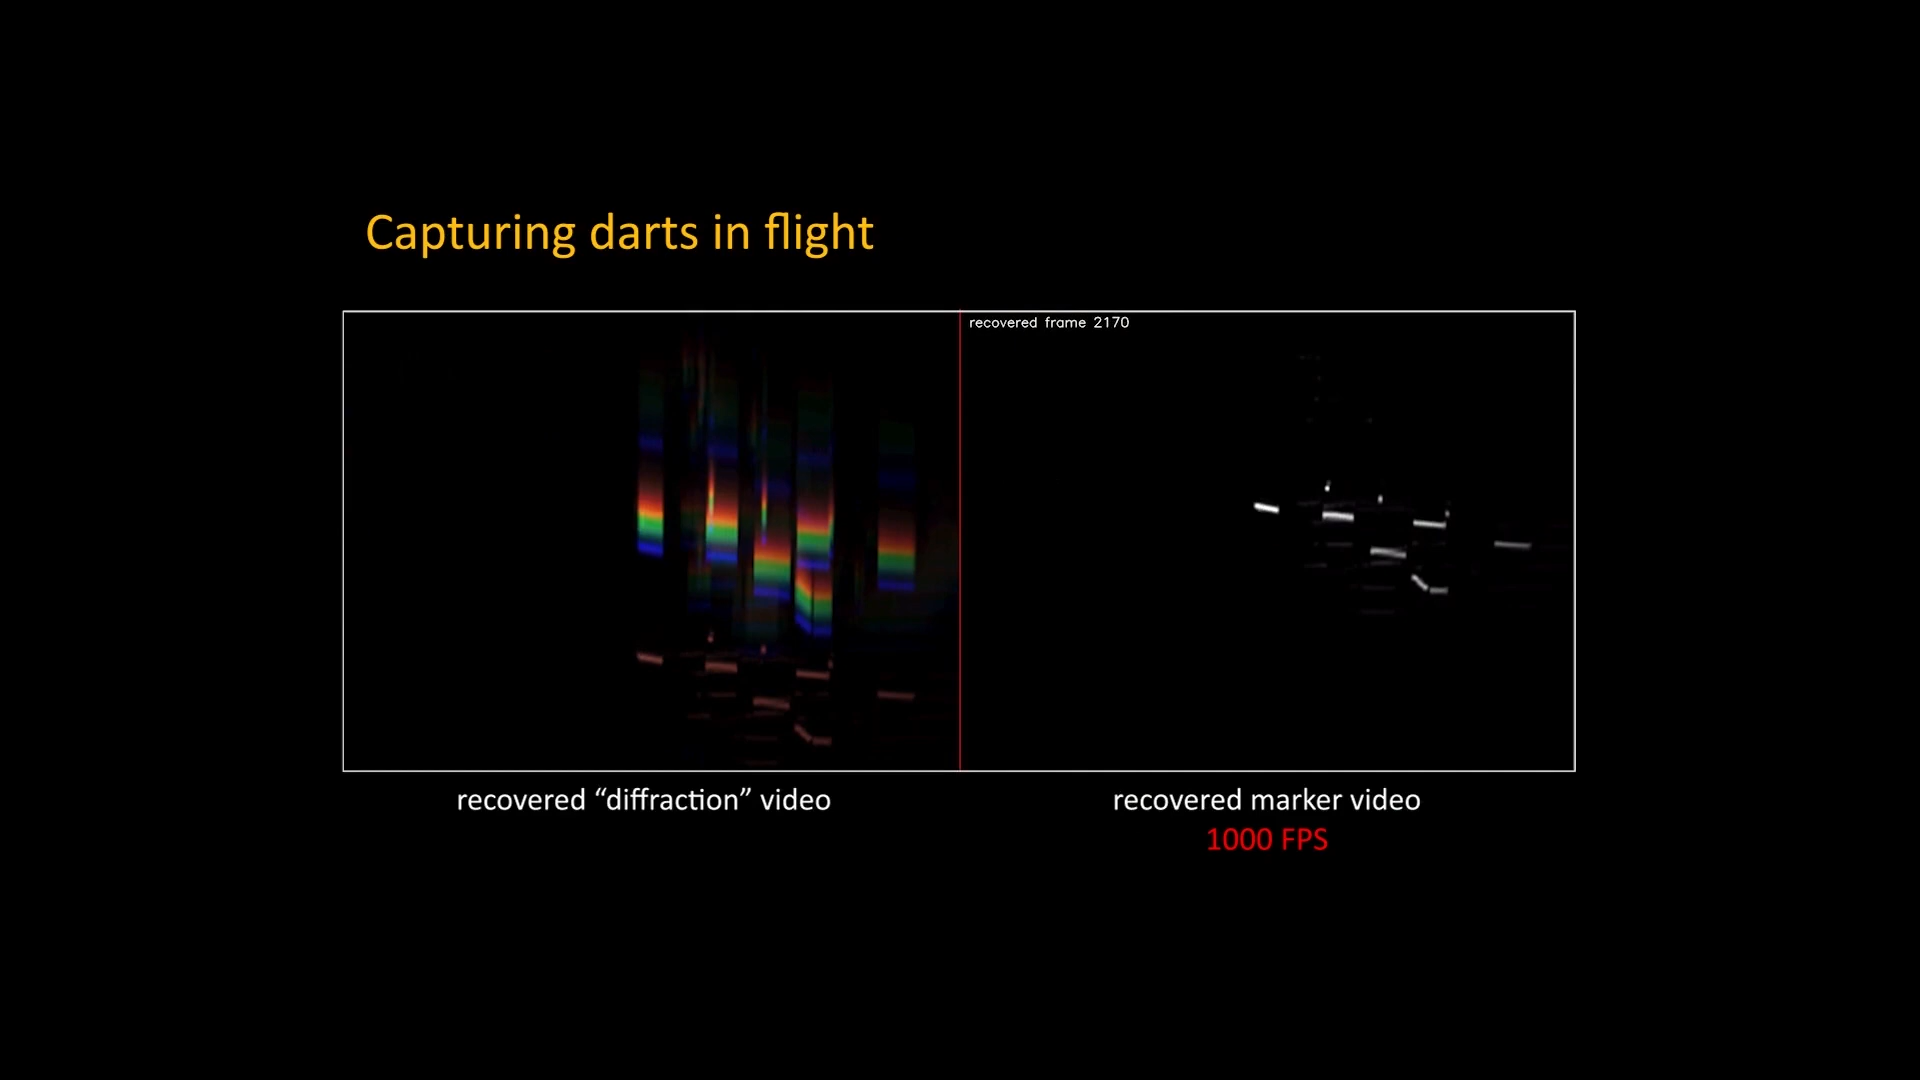 Capturing darts in flight
recovered frame 2170
recovered “diffraction” video
recovered marker video
1000 FPS